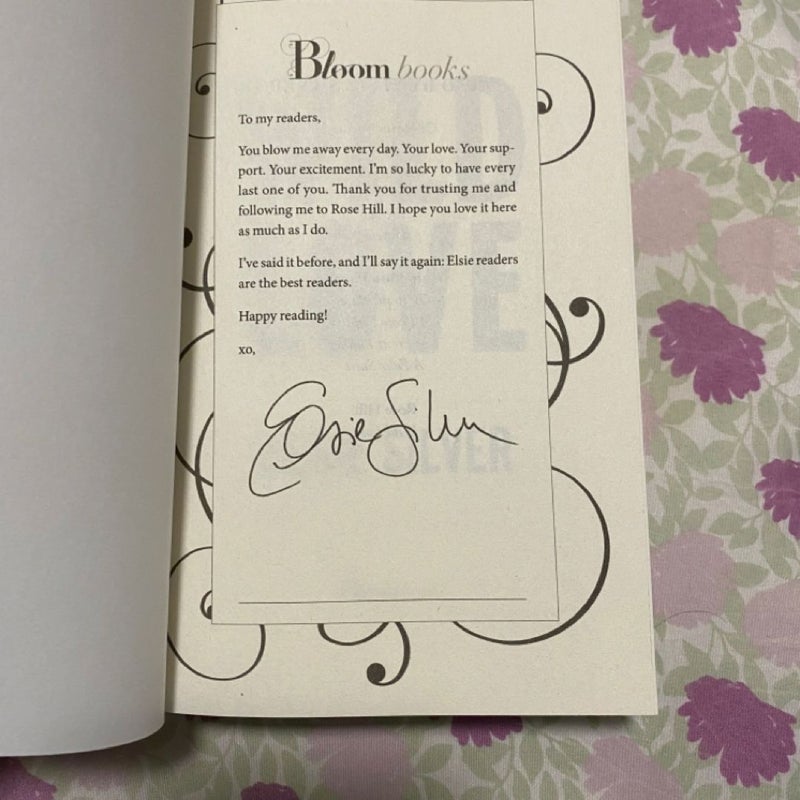 Bloom books
To my readers,
You blow me away every day. Your love. Your sup-
port. Your excitement. I'm so lucky to have every
last one of you. Thank you for trusting me and
following me to Rose Hill. I hope you love it here
as much as I do.
I've said it before, and I'll say it again: Elsie readers
are the best readers.
Happy reading!
xo,
Elsie Silver